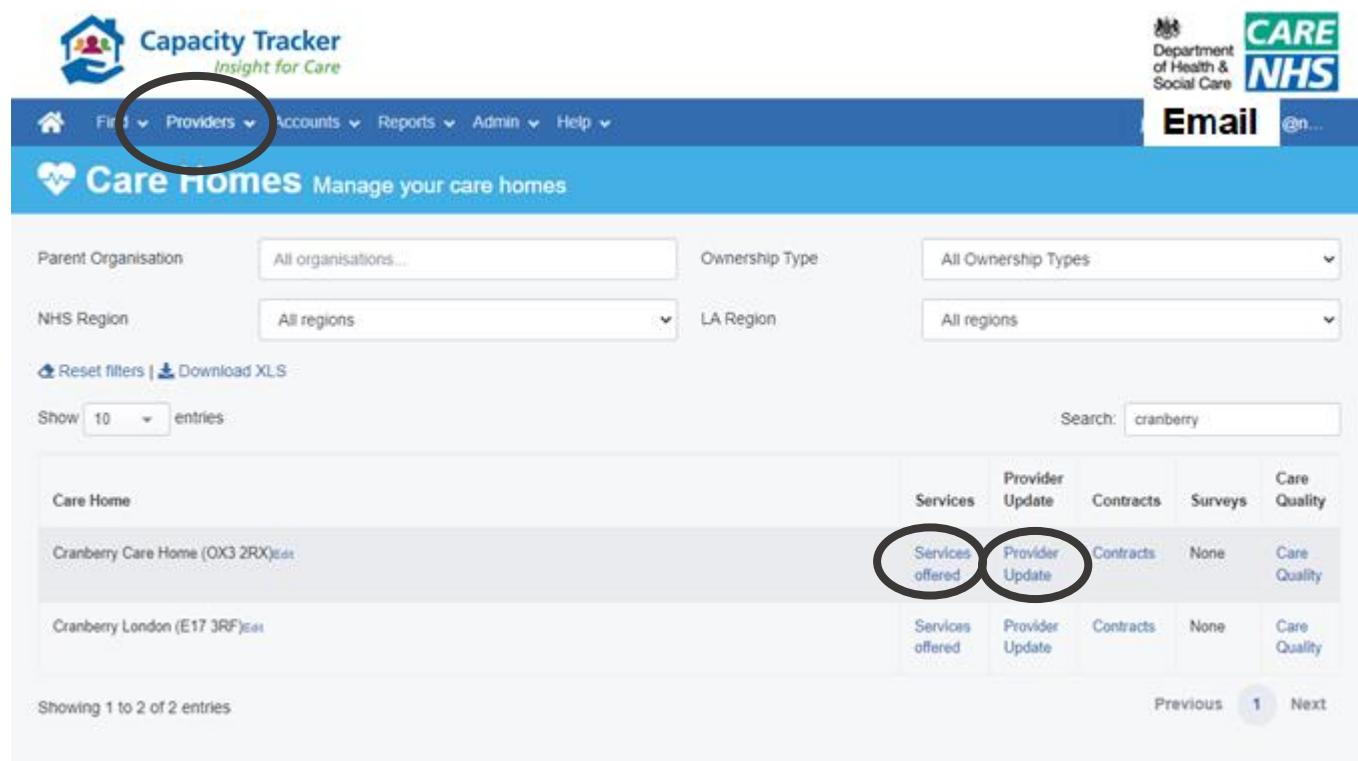 Capacity Tracker
Insight for Care
Department
of Health &
Social Care
CARE
NHS
Find Providers Accounts Reports Admin Help
Email @n...
Care Homes Manage your care homes
Parent Organisation All organisations... Ownership Type All Ownership Types
NHS Region All regions LA Region All regions
Reset filters | Download XLS
Show 10 entries Search: cranberry
Care Home Services Provider Update Contracts Surveys Care Quality
Cranberry Care Home (OX3 2RX)Edit Services offered Provider Update Contracts None Care Quality
Cranberry London (E17 3RF)Edit Services offered Provider Update Contracts None Care Quality
Showing 1 to 2 of 2 entries Previous 1 Next